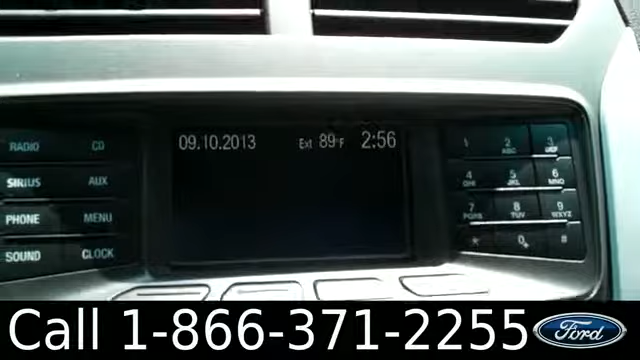 09.10.2013 Ext 89°F 2:56
RADIO CD
SIRIUS AUX
PHONE MENU
SOUND CLOCK
1 2 ABC 3 DEF
4 GHI 5 JKL 6 MNO
7 PQRS 8 TUV 9 WXYZ
* 0 #
Call 1-866-371-2255 Ford